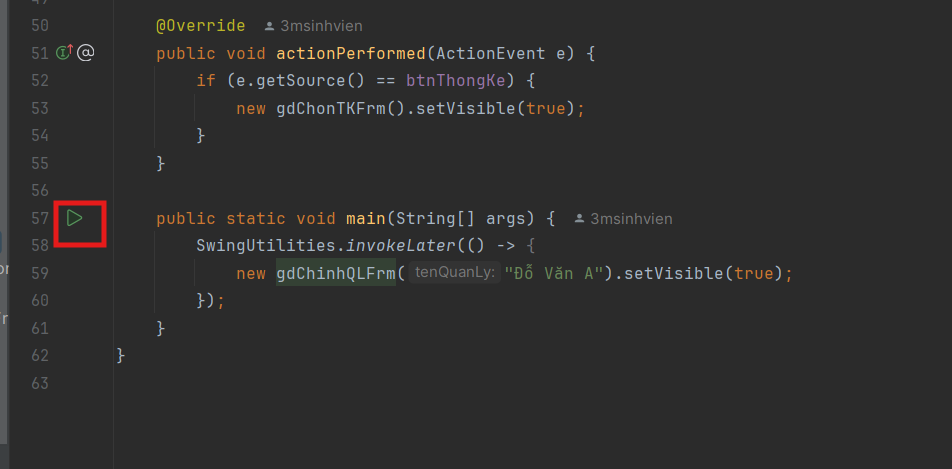 50 @Override 3msinhvien
51 @ public void actionPerformed(ActionEvent e) {
52 if (e.getSource() == btnThongKe) {
53 new gdChonTKFrm().setVisible(true);
54 }
55 }
56
57 public static void main(String[] args) { 3msinhvien
58 SwingUtilities.invokeLater(() -> {
59 new gdChinhQLFrm( tenQuanLy: "Đỗ Văn A").setVisible(true);
60 });
61 }
62 }
63